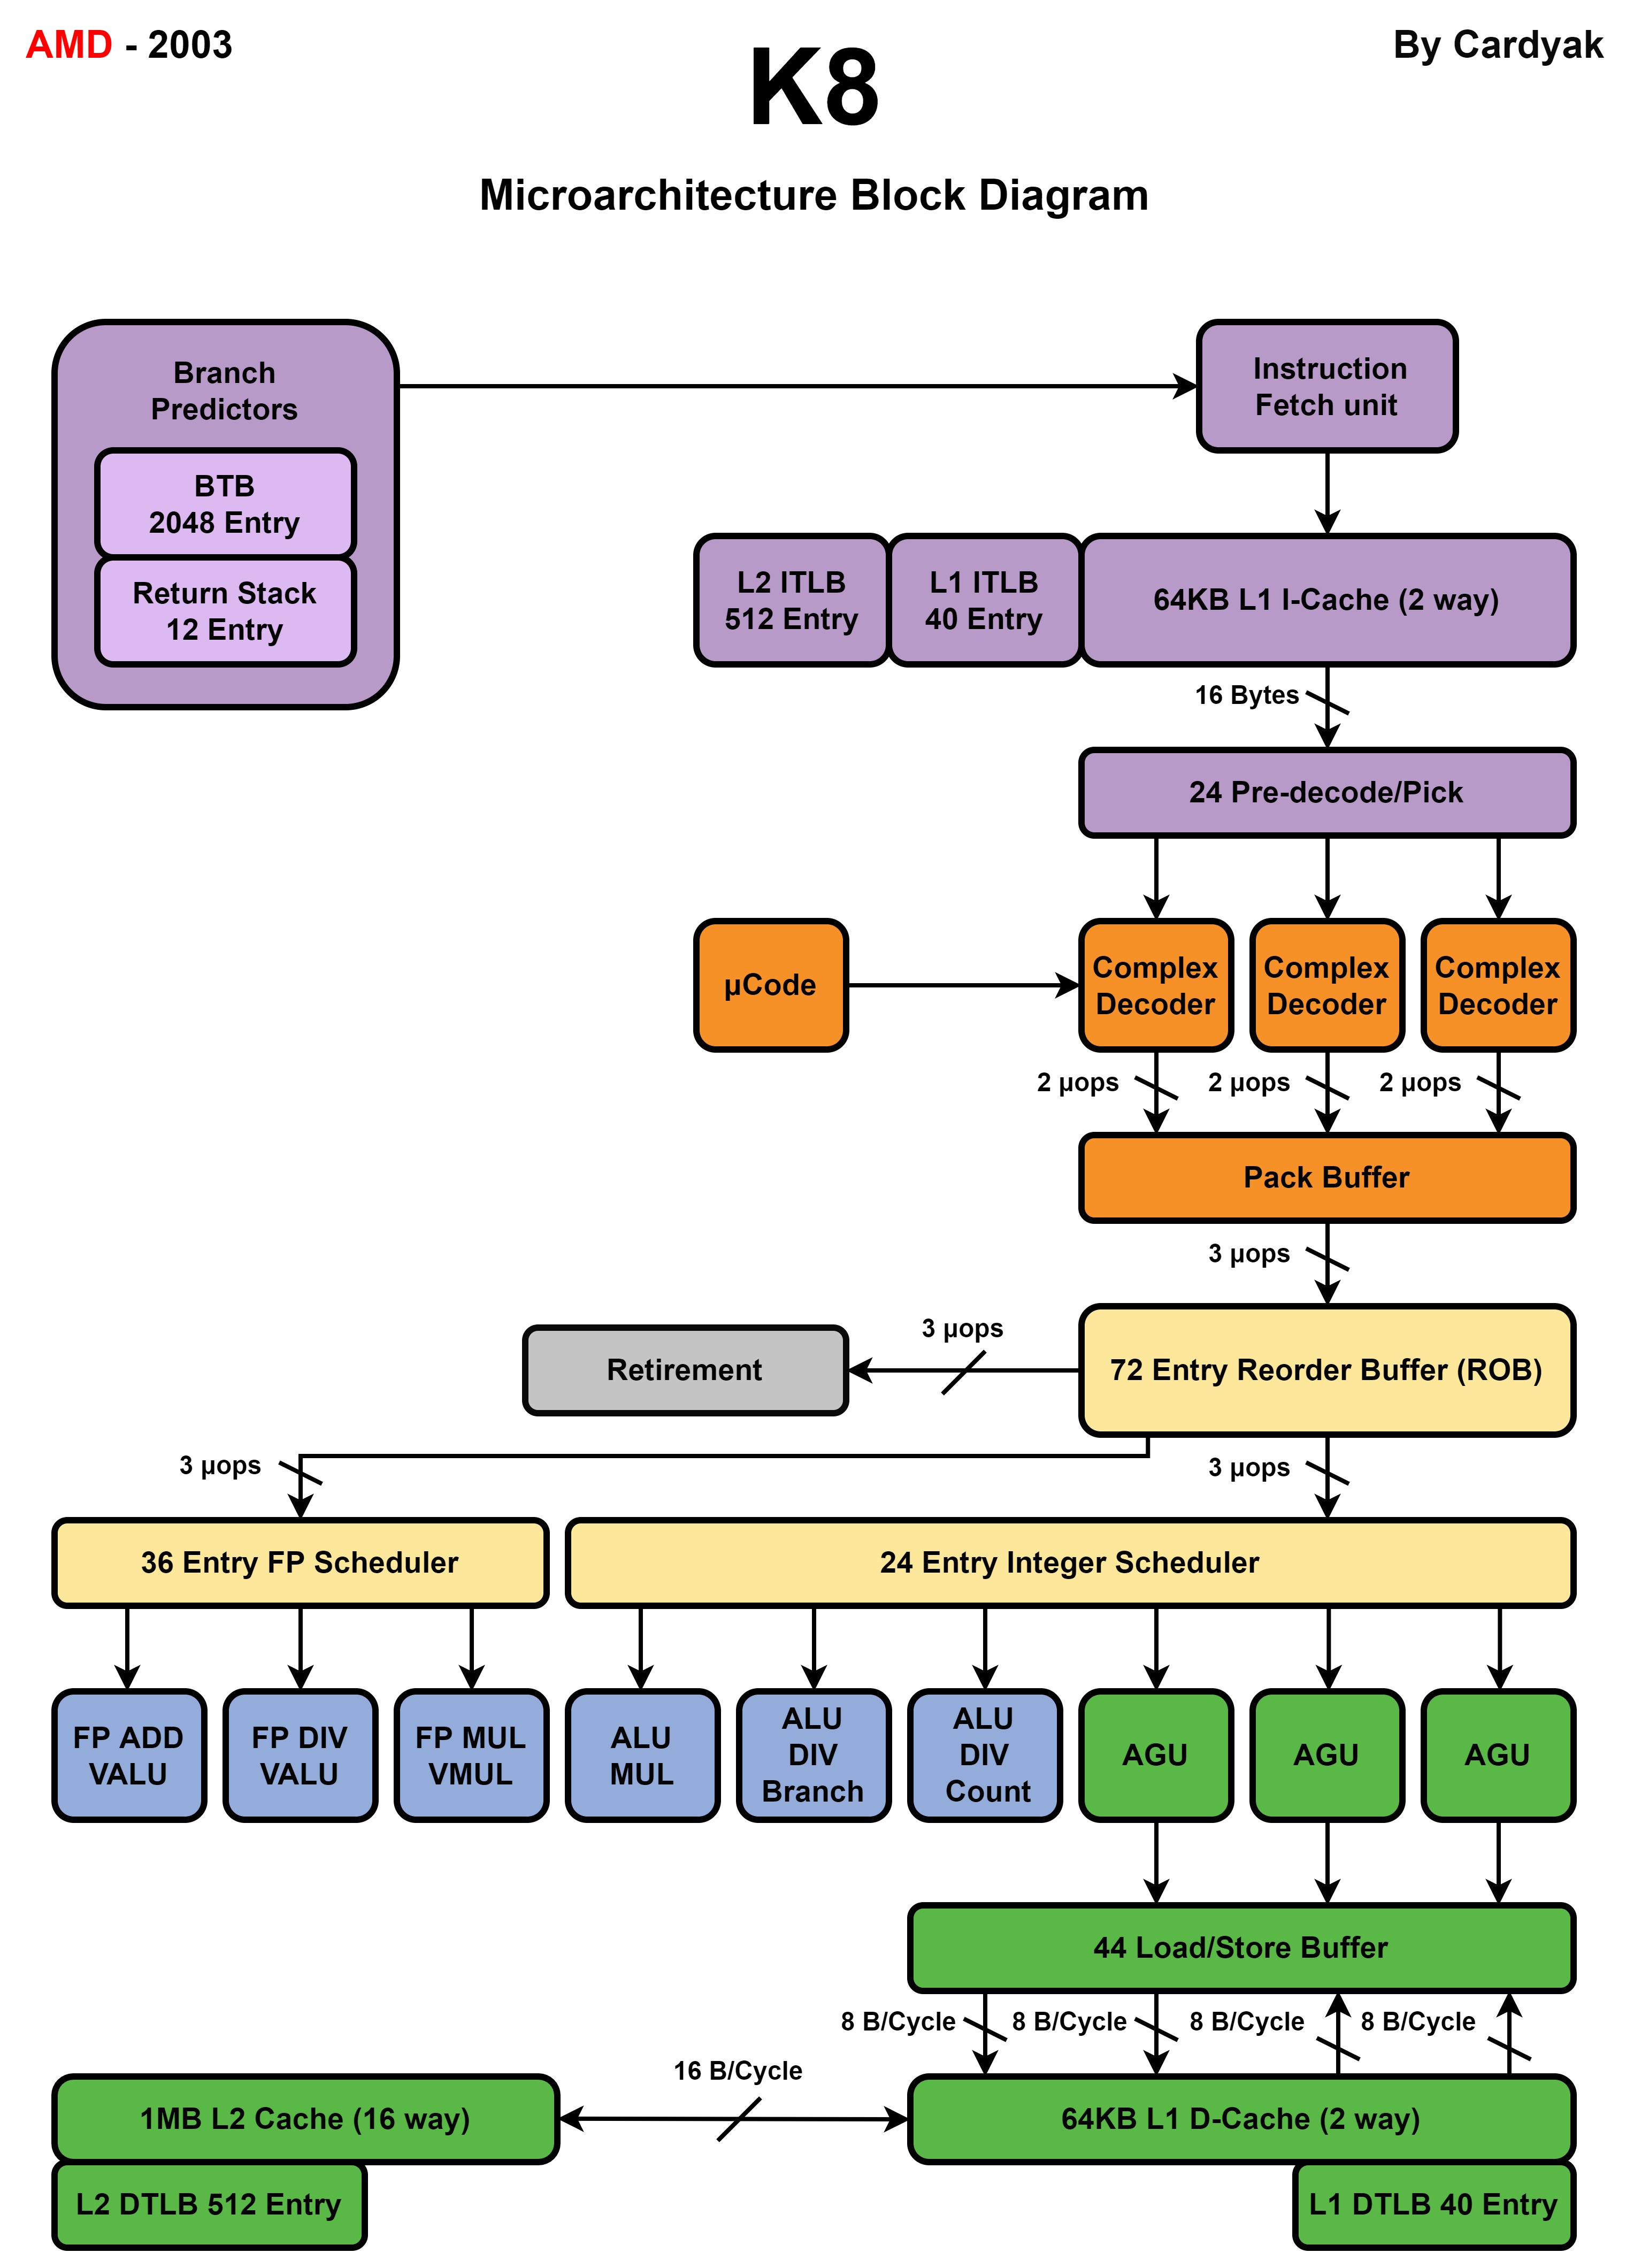 AMD - 2003
By Cardyak
K8
Microarchitecture Block Diagram
Branch
Predictors
BTB
2048 Entry
Return Stack
12 Entry
Instruction
Fetch unit
L2 ITLB
512 Entry
L1 ITLB
40 Entry
64KB L1 I-Cache (2 way)
16 Bytes
24 Pre-decode/Pick
µCode
Complex
Decoder
Complex
Decoder
Complex
Decoder
2 µops
2 µops
2 µops
Pack Buffer
3 µops
72 Entry Reorder Buffer (ROB)
3 µops
Retirement
3 µops
3 µops
36 Entry FP Scheduler
24 Entry Integer Scheduler
FP ADD
VALU
FP DIV
VALU
FP MUL
VMUL
ALU
MUL
ALU
DIV
Branch
ALU
DIV
Count
AGU
AGU
AGU
44 Load/Store Buffer
8 B/Cycle
8 B/Cycle
8 B/Cycle
8 B/Cycle
16 B/Cycle
1MB L2 Cache (16 way)
64KB L1 D-Cache (2 way)
L2 DTLB 512 Entry
L1 DTLB 40 Entry